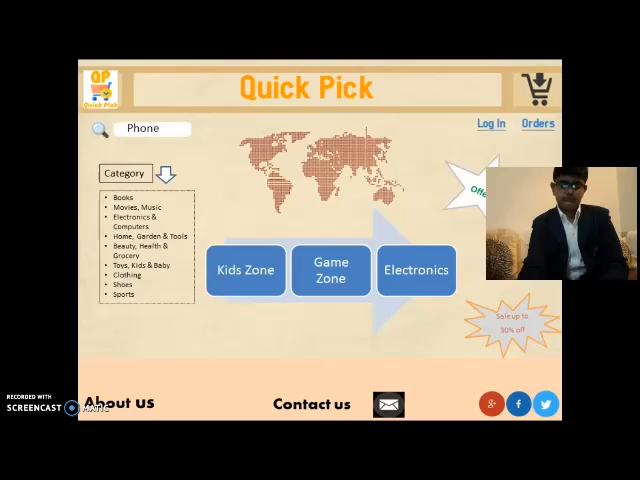 QP
Quick Pick
Quick Pick
Phone
Log In
Orders
Category
• Books
• Movies, Music
• Electronics &
Computers
• Home, Garden & Tools
• Beauty, Health &
Grocery
• Toys, Kids & Baby
• Clothing
• Shoes
• Sports
Kids Zone
Game
Zone
Electronics
Sale up to
30% off
About us
Contact us
g+
f
RECORDED WITH
SCREENCAST MATIC